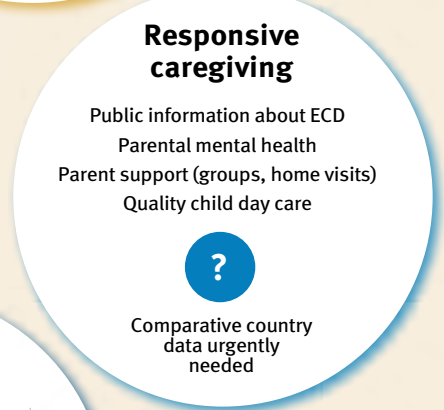 Responsive
caregiving
Public information about ECD
Parental mental health
Parent support (groups, home visits)
Quality child day care
?
Comparative country
data urgently
needed